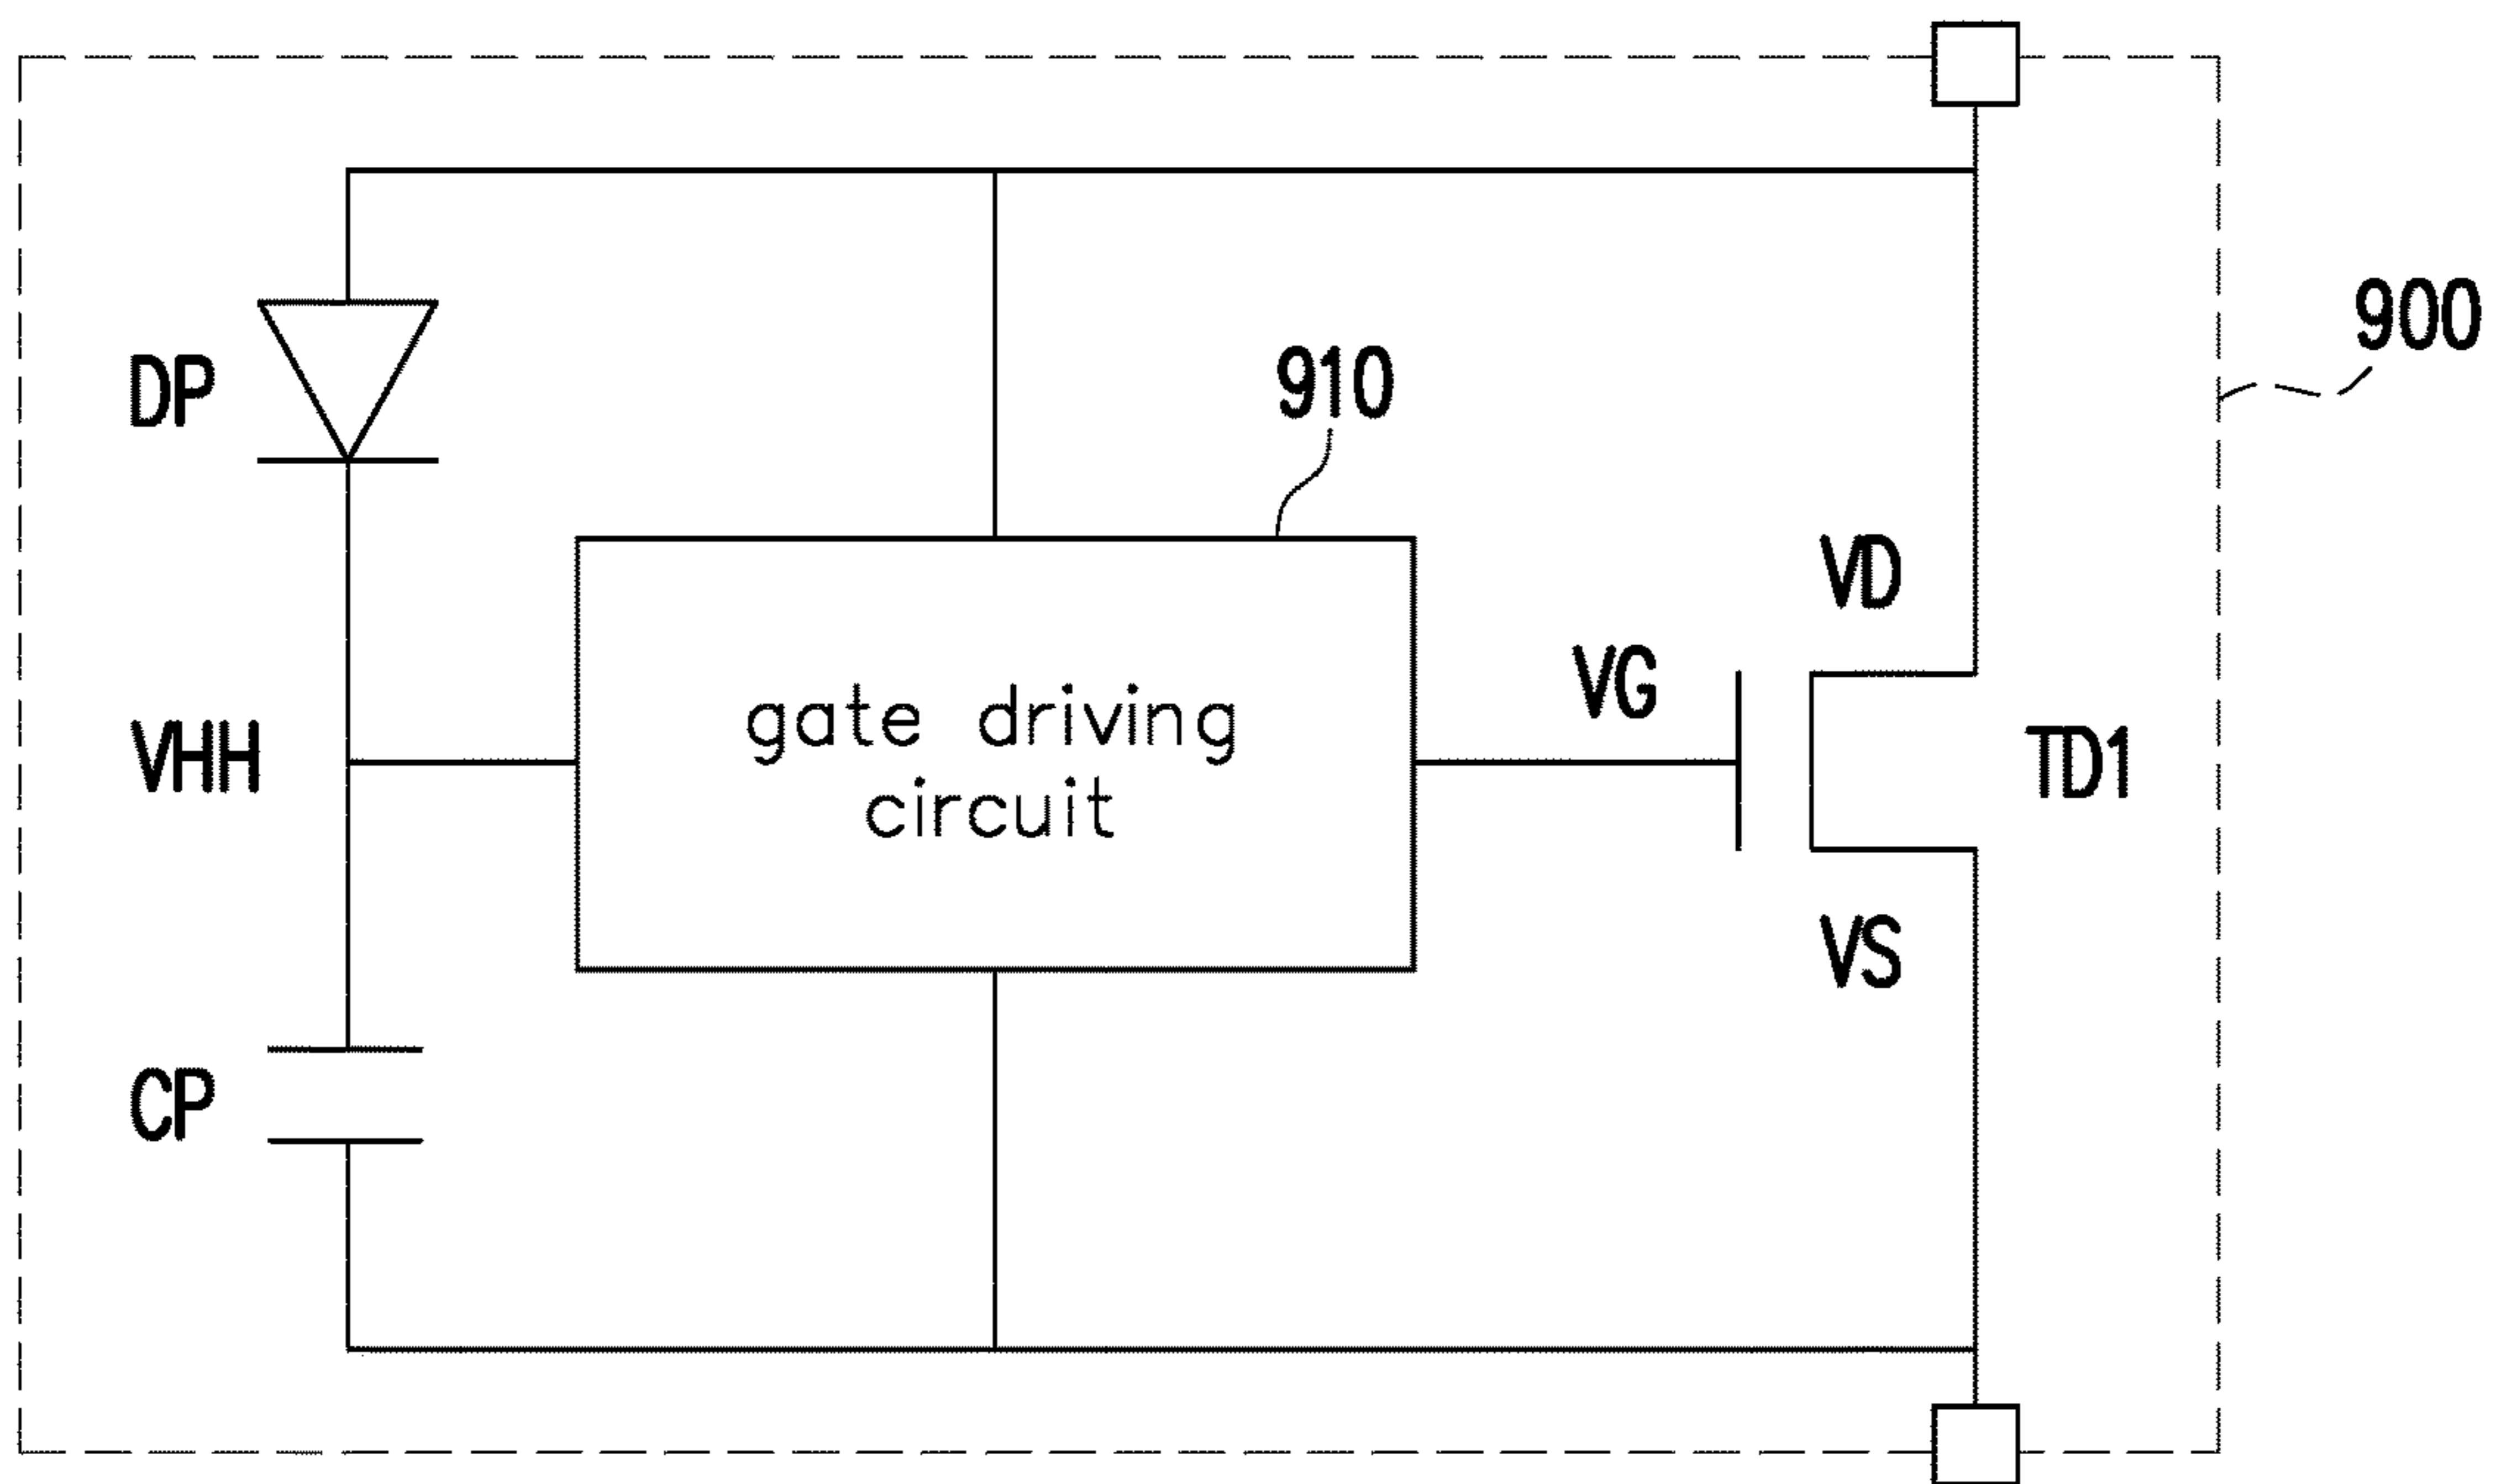 900
910
DP
VD
VG
gate driving
circuit
VHH
TD1
VS
CP